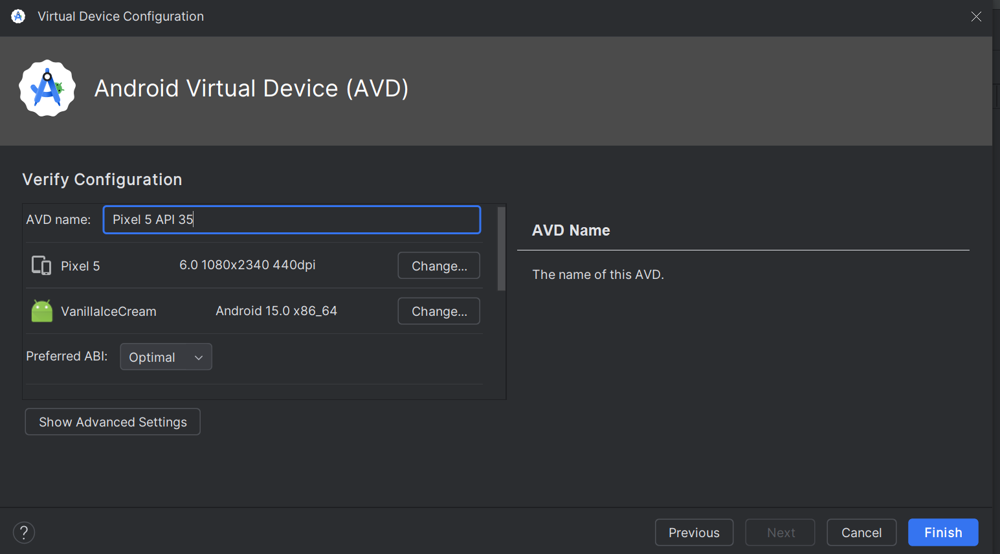 Virtual Device Configuration
Android Virtual Device (AVD)
Verify Configuration
AVD name: Pixel 5 API 35
Pixel 5 6.0 1080x2340 440dpi Change...
VanillaIceCream Android 15.0 x86_64 Change...
Preferred ABI: Optimal
Show Advanced Settings
AVD Name
The name of this AVD.
? Previous Next Cancel Finish